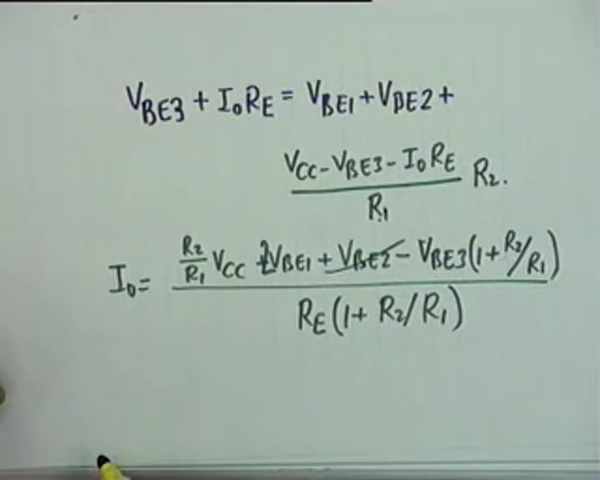 VBE3 + I0RE = VBE1 + VBE2 +
VCC - VBE3 - I0RE
R2.
R1
R2/R1 VCC + 2VBE1 + VBE2 - VBE3(1 + R2/R1)
I0 =
RE(1 + R2/R1)